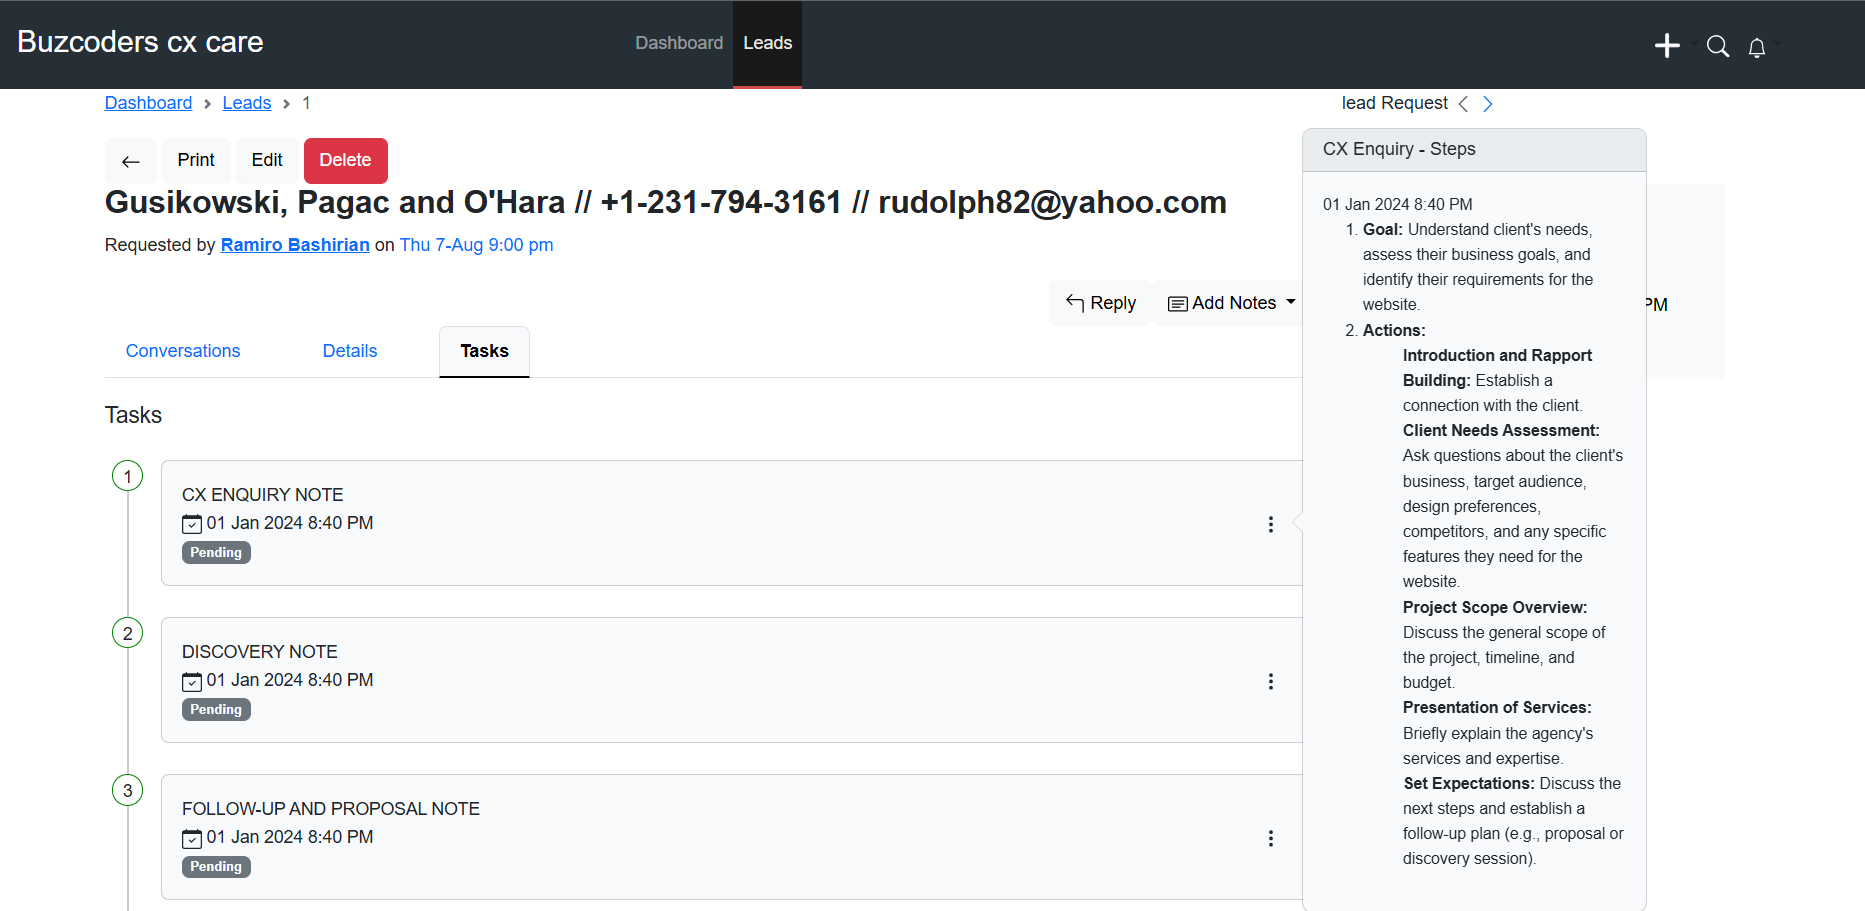 Buzcoders cx care
Dashboard
Leads
Dashboard > Leads > 1
lead Request
Print
Edit
Delete
Gusikowski, Pagac and O'Hara // +1-231-794-3161 // rudolph82@yahoo.com
Requested by Ramiro Bashirian on Thu 7-Aug 9:00 pm
Reply
Add Notes
PM
Conversations
Details
Tasks
Tasks
1
CX ENQUIRY NOTE
01 Jan 2024 8:40 PM
Pending
2
DISCOVERY NOTE
01 Jan 2024 8:40 PM
Pending
3
FOLLOW-UP AND PROPOSAL NOTE
01 Jan 2024 8:40 PM
Pending
CX Enquiry - Steps
01 Jan 2024 8:40 PM
1. Goal: Understand client's needs,
assess their business goals, and
identify their requirements for the
website.
2. Actions:
Introduction and Rapport
Building: Establish a
connection with the client.
Client Needs Assessment:
Ask questions about the client's
business, target audience,
design preferences,
competitors, and any specific
features they need for the
website.
Project Scope Overview:
Discuss the general scope of
the project, timeline, and
budget.
Presentation of Services:
Briefly explain the agency's
services and expertise.
Set Expectations: Discuss the
next steps and establish a
follow-up plan (e.g., proposal or
discovery session).